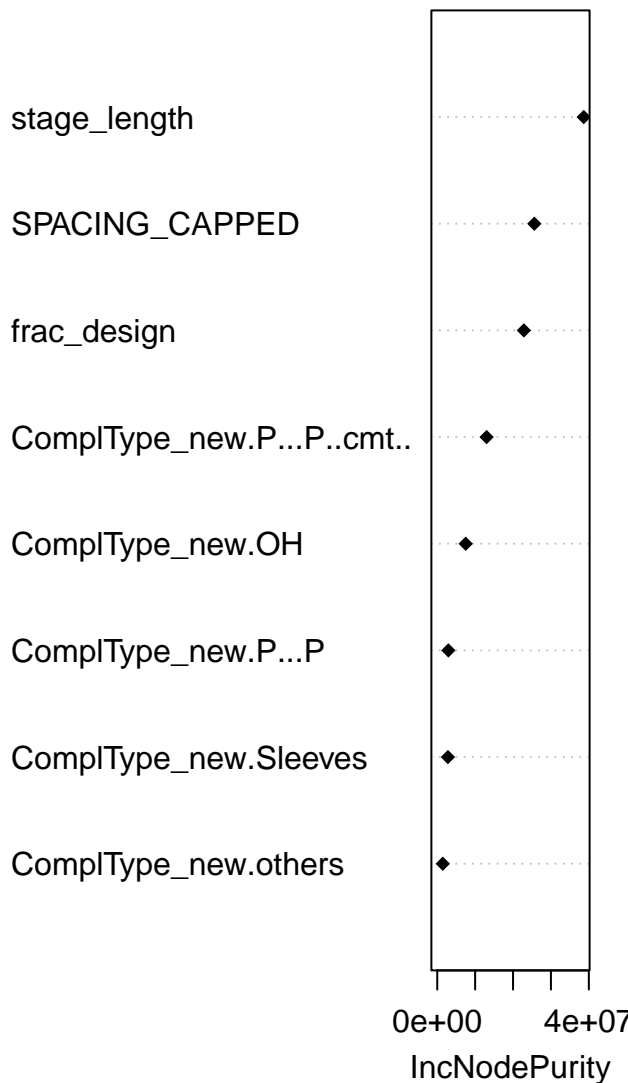 stage_length
SPACING_CAPPED
frac_design
ComplType_new.P...P..cmt..
ComplType_new.OH
ComplType_new.P...P
ComplType_new.Sleeves
ComplType_new.others
0e+00 4e+07
IncNodePurity